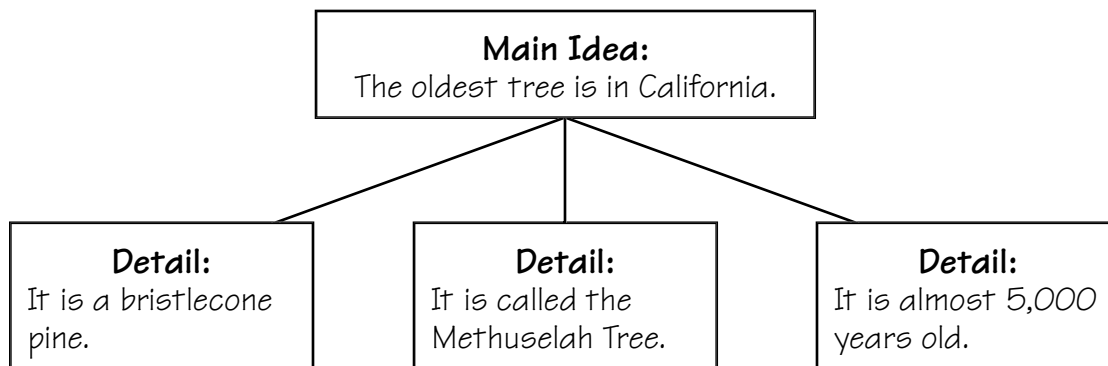 Main Idea:
The oldest tree is in California.
Detail:
It is a bristlecone
pine.
Detail:
It is called the
Methuselah Tree.
Detail:
It is almost 5,000
years old.